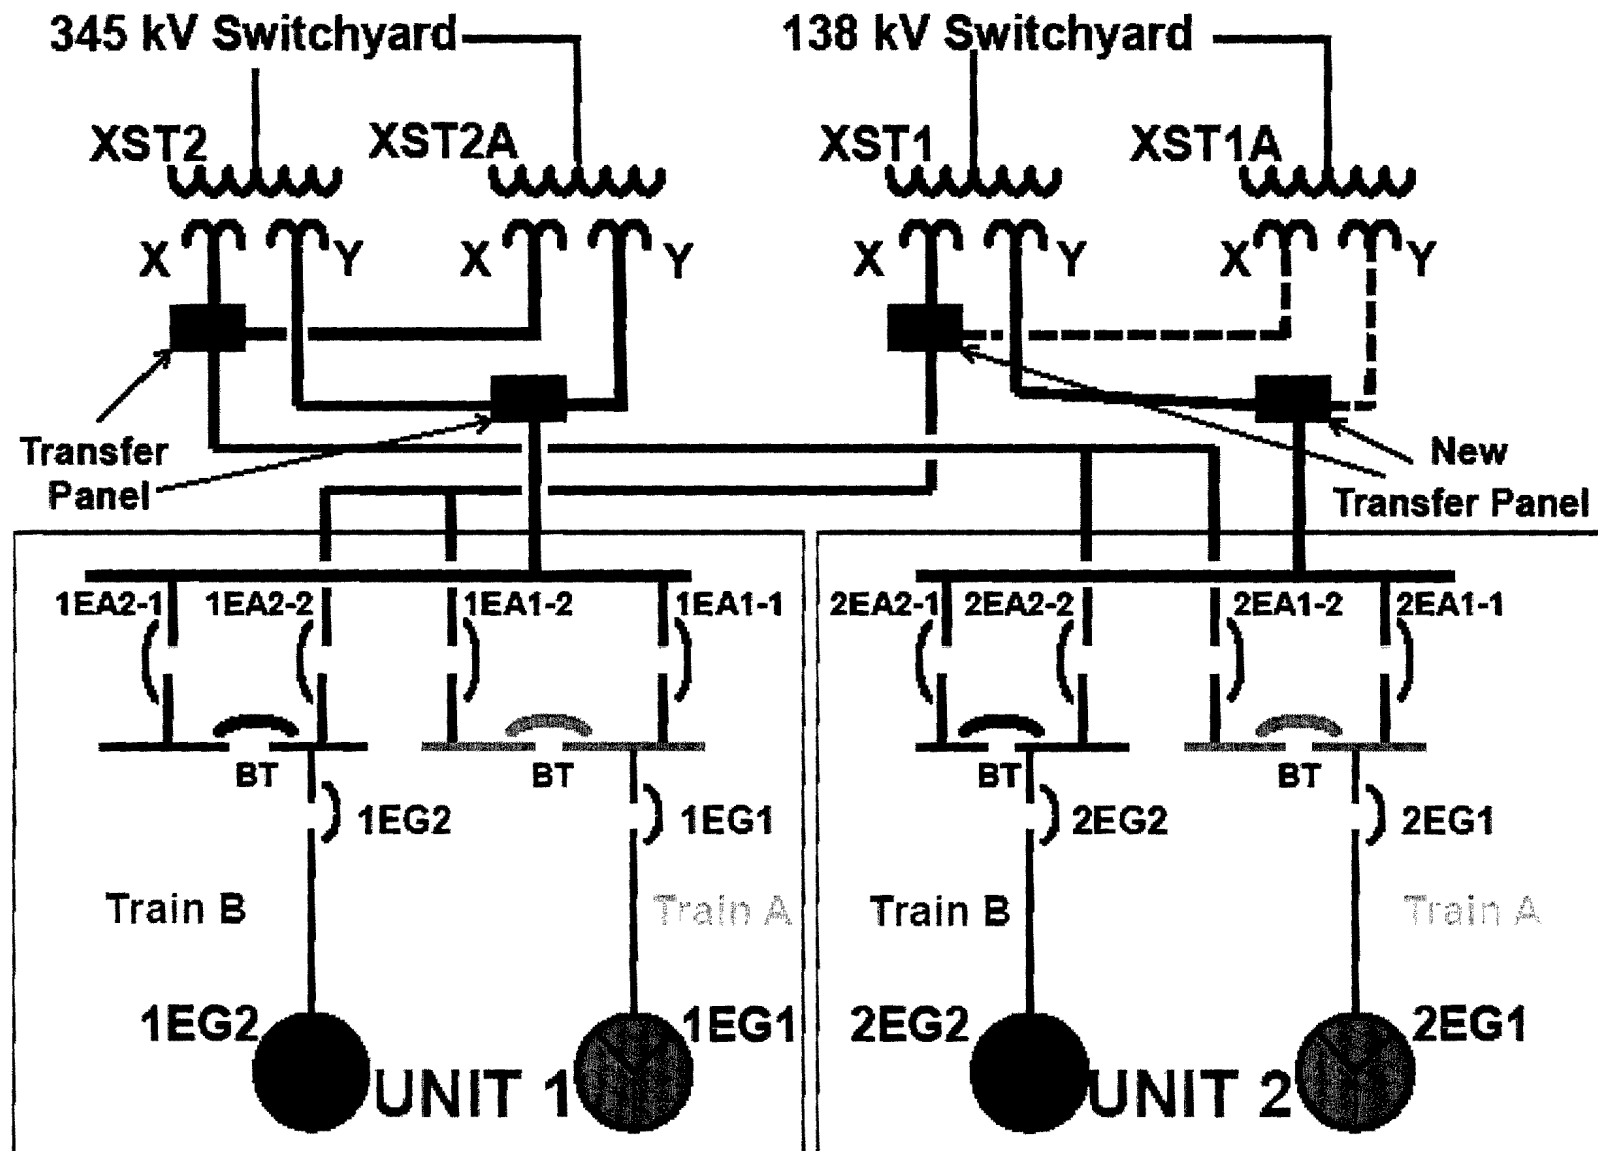 345 kV Switchyard
138 kV Switchyard
XST2
XST2A
XST1
XST1A
X
Y
X
Y
X
Y
X
Y
Transfer
Panel
New
Transfer Panel
1EA2-1
1EA2-2
1EA1-2
1EA1-1
2EA2-1
2EA2-2
2EA1-2
2EA1-1
BT
BT
BT
BT
1EG2
1EG1
2EG2
2EG1
Train B
Train A
Train B
Train A
1EG2
1EG1
2EG2
2EG1
UNIT 1
UNIT 2